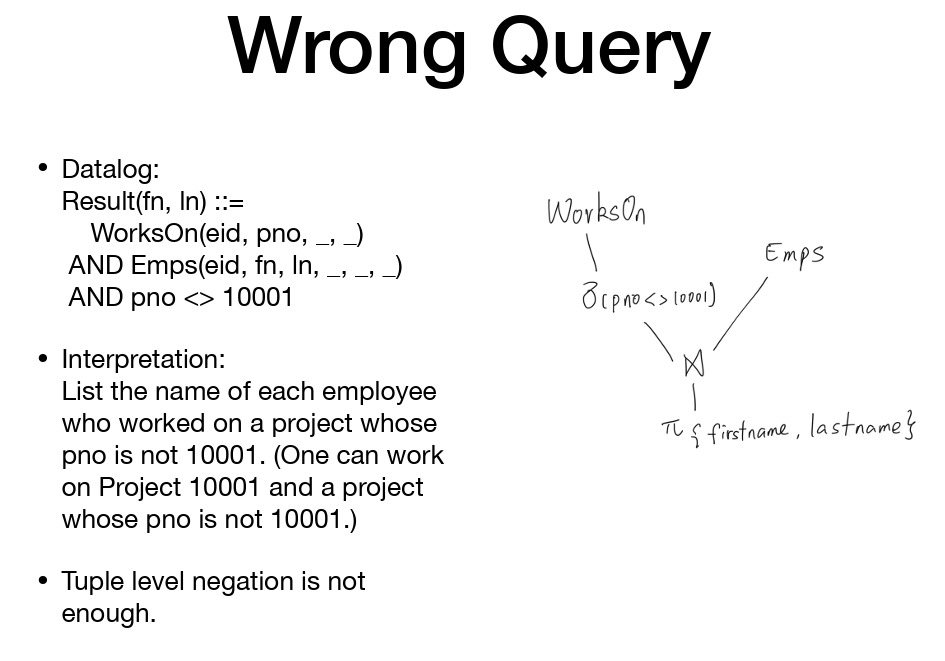 Wrong Query
• Datalog:
Result(fn, ln) ::=
WorksOn(eid, pno, _, _)
AND Emps(eid, fn, ln, _, _, _)
AND pno <> 10001
• Interpretation:
List the name of each employee
who worked on a project whose
pno is not 10001. (One can work
on Project 10001 and a project
whose pno is not 10001.)
• Tuple level negation is not
enough.
WorksOn
Emps
σ(pno<>10001)
⋈
π{firstname, lastname}